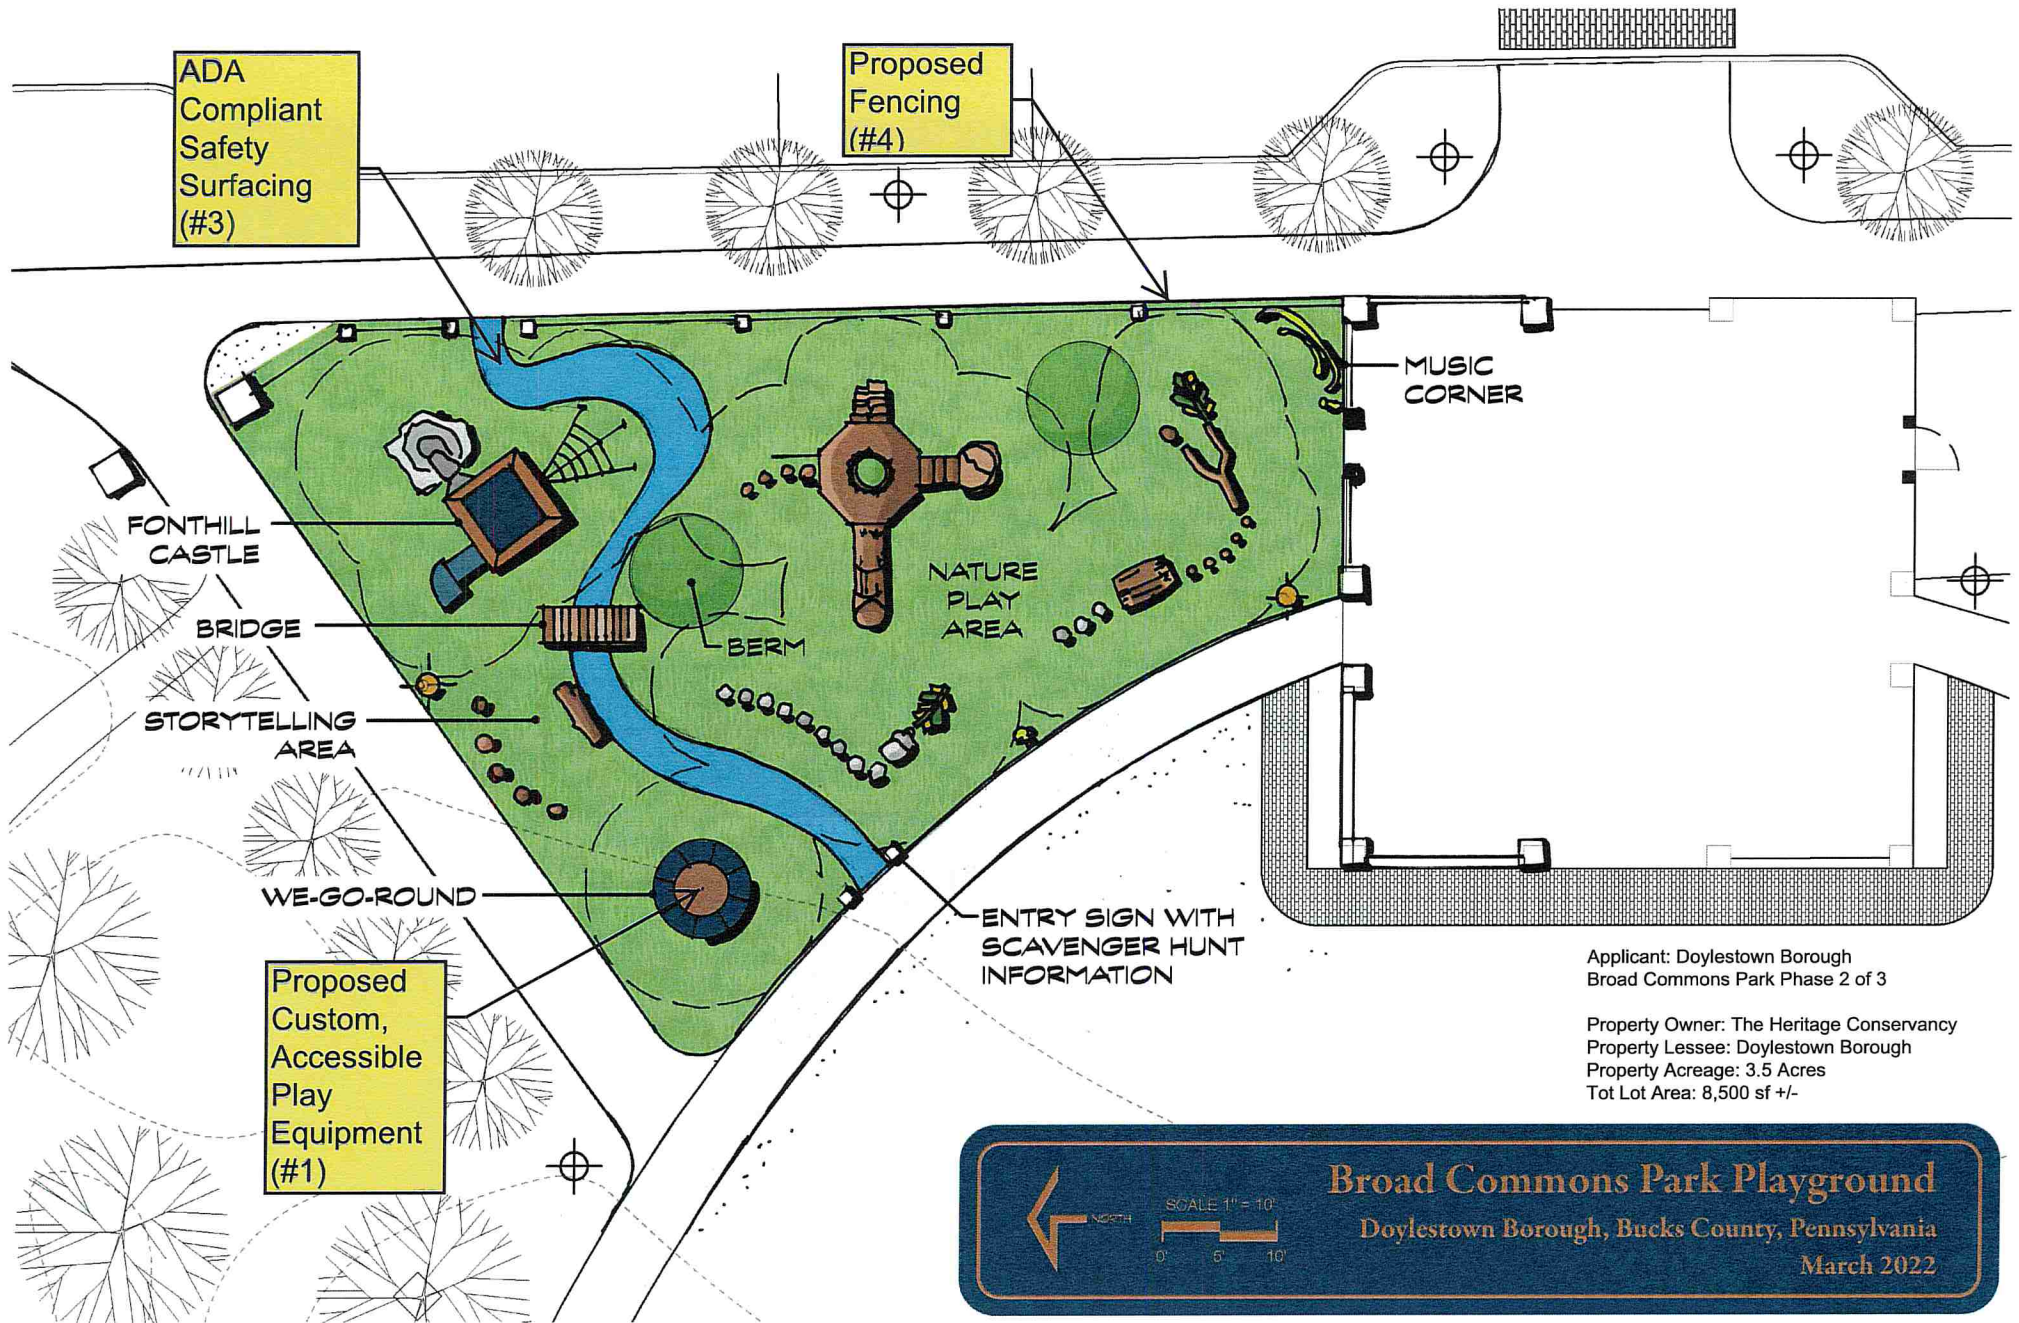 ADA
Compliant
Safety
Surfacing
(#3)
Proposed
Fencing
(#4)
MUSIC
CORNER
FONTHILL
CASTLE
NATURE
PLAY
AREA
BRIDGE
BERM
STORYTELLING
AREA
WE-GO-ROUND
ENTRY SIGN WITH
SCAVENGER HUNT
INFORMATION
Proposed
Custom,
Accessible
Play
Equipment
(#1)
Applicant: Doylestown Borough
Broad Commons Park Phase 2 of 3
Property Owner: The Heritage Conservancy
Property Lessee: Doylestown Borough
Property Acreage: 3.5 Acres
Tot Lot Area: 8,500 sf +/-
NORTH
SCALE 1" = 10'
0' 5' 10'
Broad Commons Park Playground
Doylestown Borough, Bucks County, Pennsylvania
March 2022